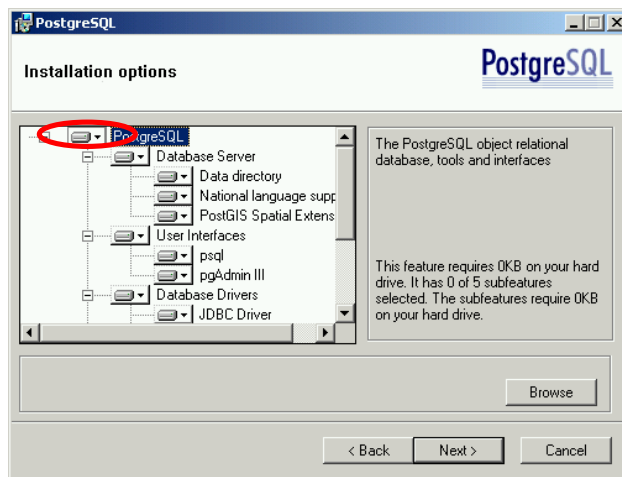 PostgreSQL
Installation options
PostgreSQL
PostgreSQL
Database Server
Data directory
National language supp
PostGIS Spatial Extens
User Interfaces
psql
pgAdmin III
Database Drivers
JDBC Driver
The PostgreSQL object relational
database, tools and interfaces
This feature requires 0KB on your hard
drive. It has 0 of 5 subfeatures
selected. The subfeatures require 0KB
on your hard drive.
Browse
< Back
Next >
Cancel